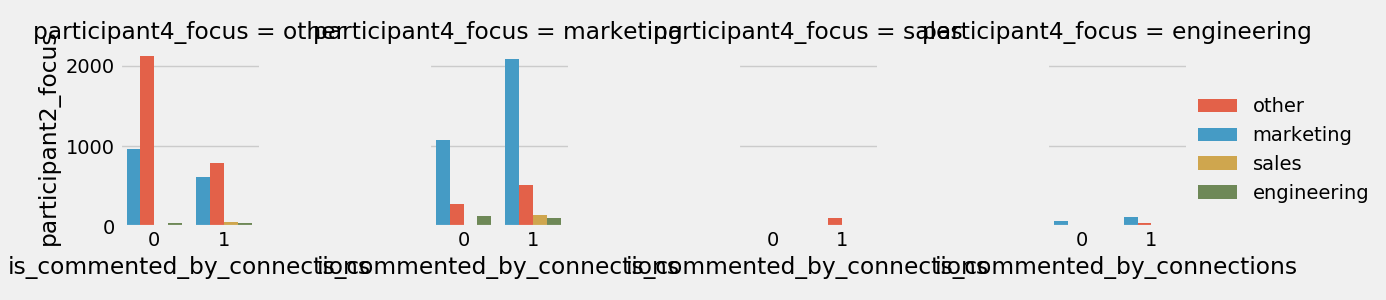 participant4_focus = other
participant4_focus = marketing
participant4_focus = sales
participant4_focus = engineering
participant2_focus
2000
1000
0
other
marketing
sales
engineering
0 1
0 1
0 1
0 1
is_commented_by_connections
is_commented_by_connections
is_commented_by_connections
is_commented_by_connections